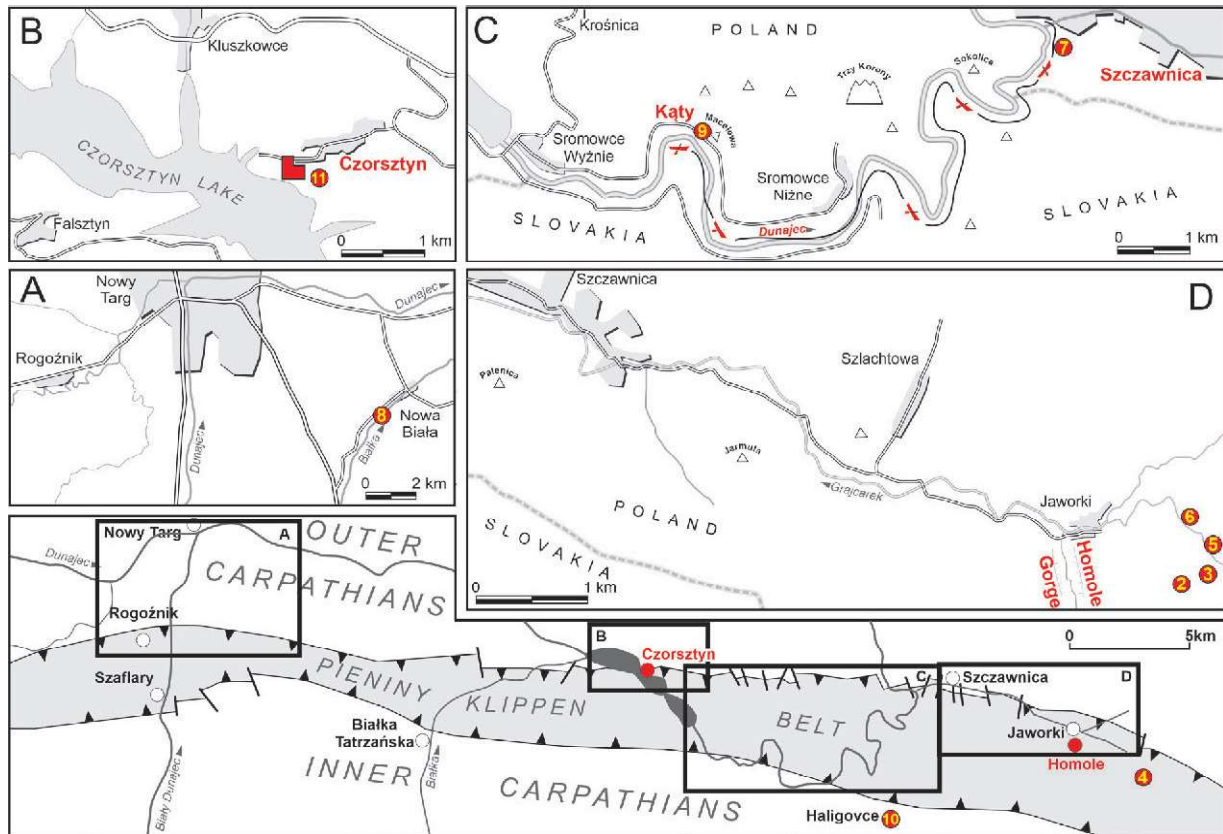 B
Kluszkowce
Czorsztyn
CZORSZTYN LAKE
11
Falsztyn
0 1 km
C
Krośnica
POLAND
7
Sokolica
Szczawnica
Trzy Korony
Kąty
9
Macelowa
Sromowce
Wyżnie
Sromowce
Niżne
SLOVAKIA
Dunajec
SLOVAKIA
0 1 km
A
Nowy
Targ
Dunajec
Rogoźnik
8
Nowa
Biała
Dunajec
Białka
0 2 km
D
Szczawnica
Szlachtowa
Palenica
Jarmuta
Grajcarek
Jaworki
POLAND
SLOVAKIA
6
5
3
2
Homole
Gorge
0 1 km
Nowy Targ
A
OUTER
CARPATHIANS
Dunajec
Rogoźnik
B
Czorsztyn
0 5km
Szaflary
PIENINY
KLIPPEN
BELT
C
Szczawnica
D
Jaworki
Homole
4
Białka
Tatrzańska
INNER
CARPATHIANS
Biały Dunajec
Białka
Haligovce
10